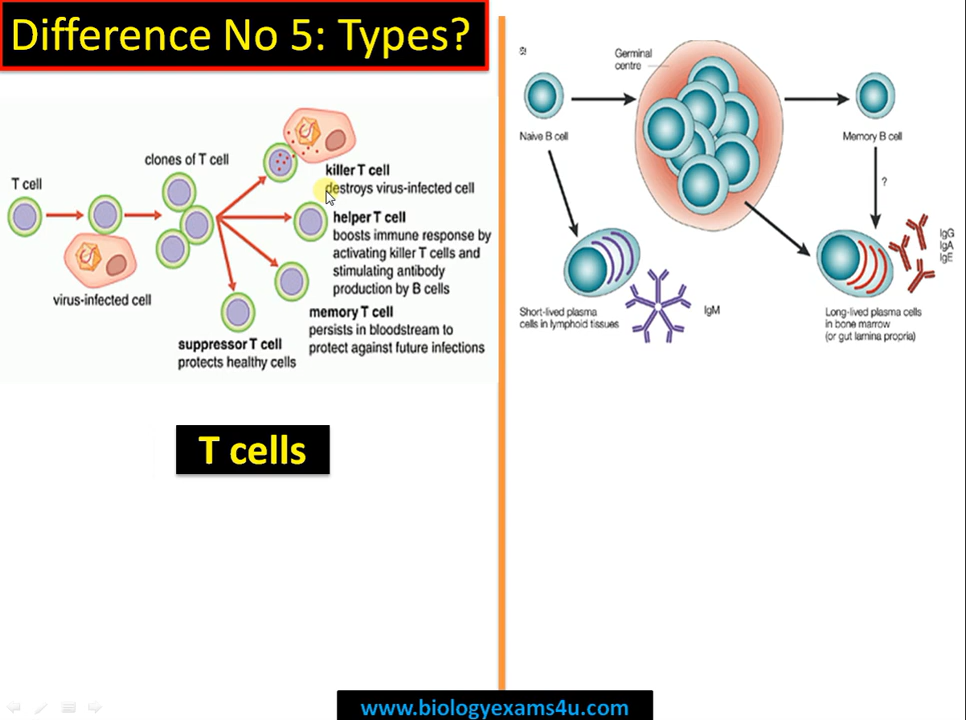 Difference No 5: Types?
T cell
virus-infected cell
clones of T cell
killer T cell
destroys virus-infected cell
helper T cell
boosts immune response by
activating killer T cells and
stimulating antibody
production by B cells
memory T cell
persists in bloodstream to
protect against future infections
suppressor T cell
protects healthy cells
T cells
Germinal
centre
Naive B cell
Memory B cell
?
IgG
IgA
IgE
IgM
Short-lived plasma
cells in lymphoid tissues
Long-lived plasma cells
in bone marrow
(or gut lamina propria)
www.biologyexams4u.com